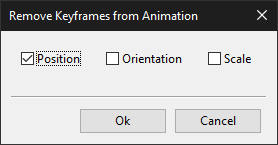 Remove Keyframes from Animation
Position Orientation Scale
Ok Cancel